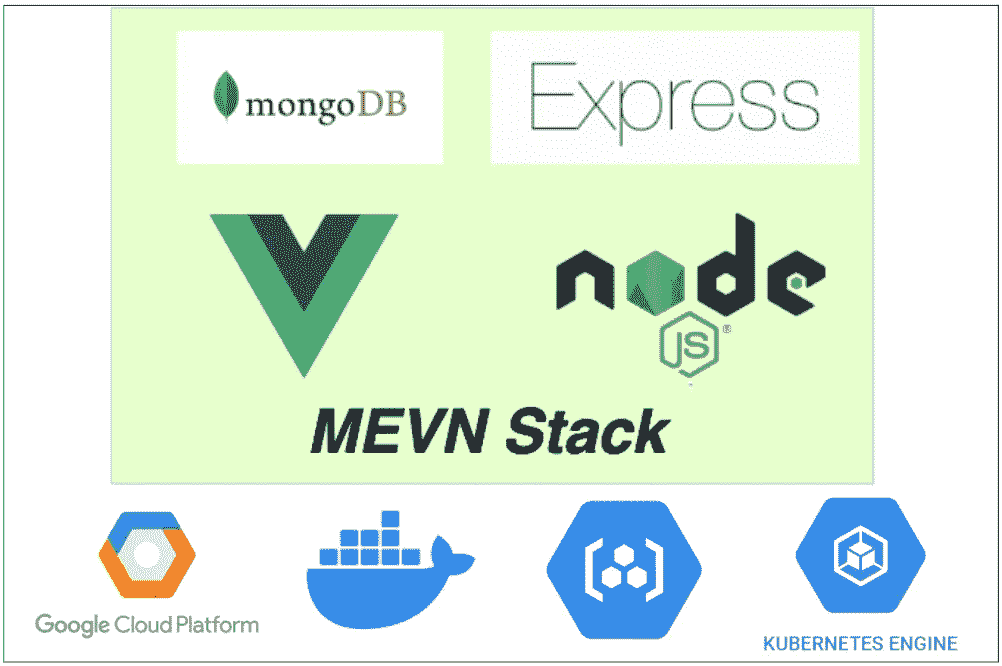 mongoDB
Express
node
JS ®
MEVN Stack
Google Cloud Platform
KUBERNETES ENGINE